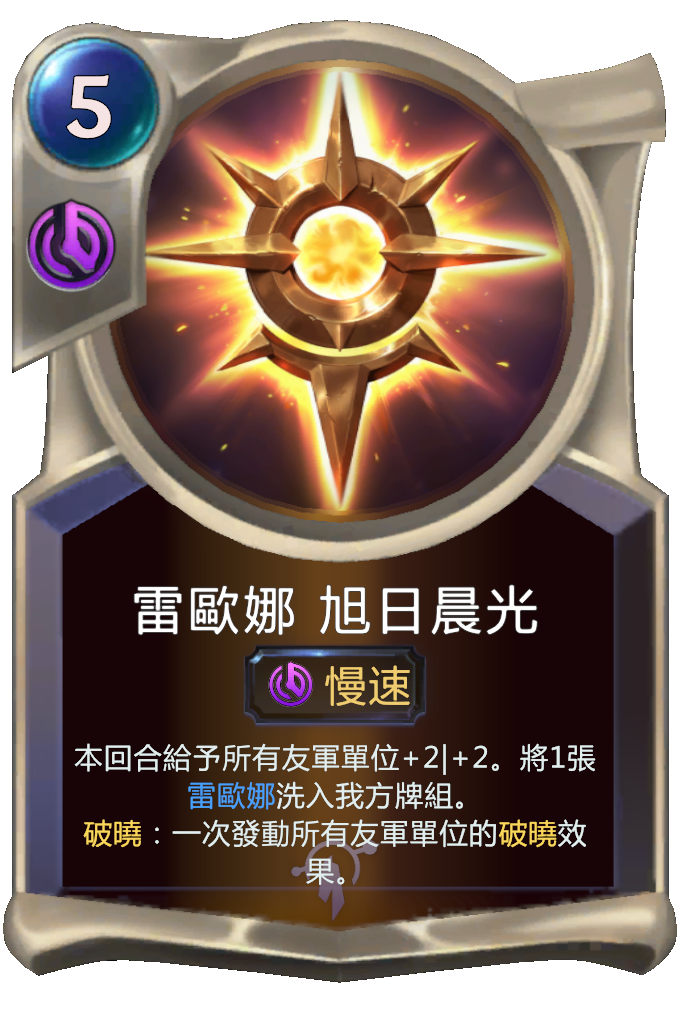 5
雷歐娜 旭日晨光
慢速
本回合給予所有友軍單位+2|+2。將1張
雷歐娜洗入我方牌組。
破曉：一次發動所有友軍單位的破曉效
果。